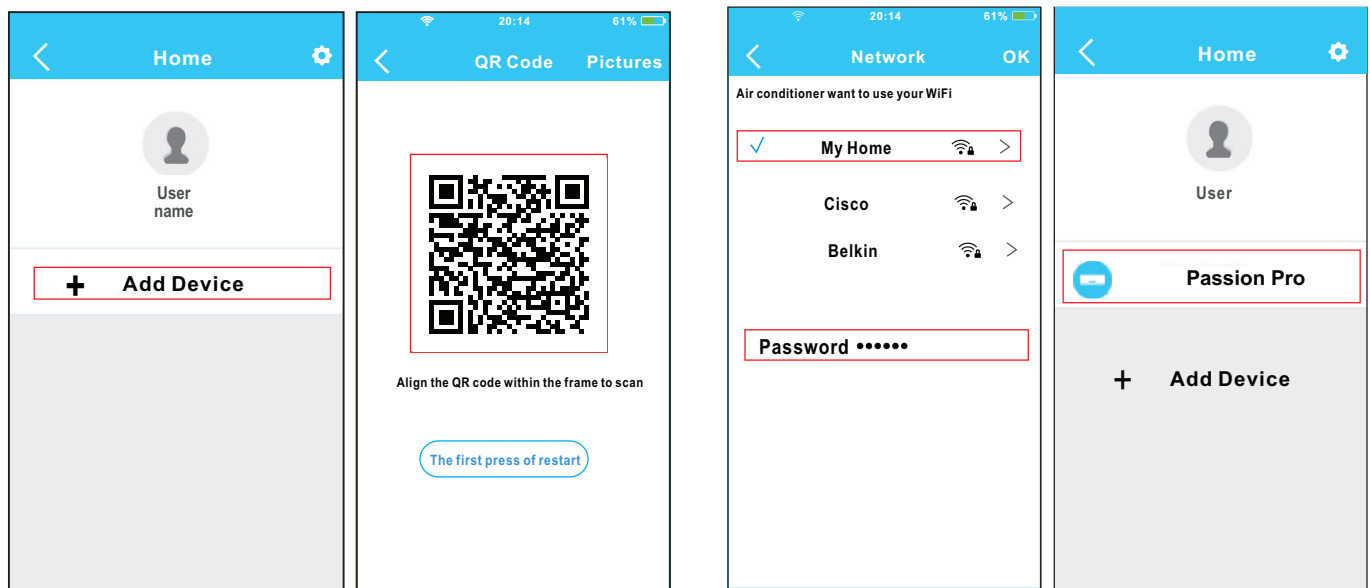 Home
User
name
+ Add Device
20:14 61%
QR Code Pictures
Align the QR code within the frame to scan
The first press of restart
20:14 61%
Network OK
Air conditioner want to use your WiFi
My Home
Cisco
Belkin
Password ••••••
Home
User
Passion Pro
+ Add Device